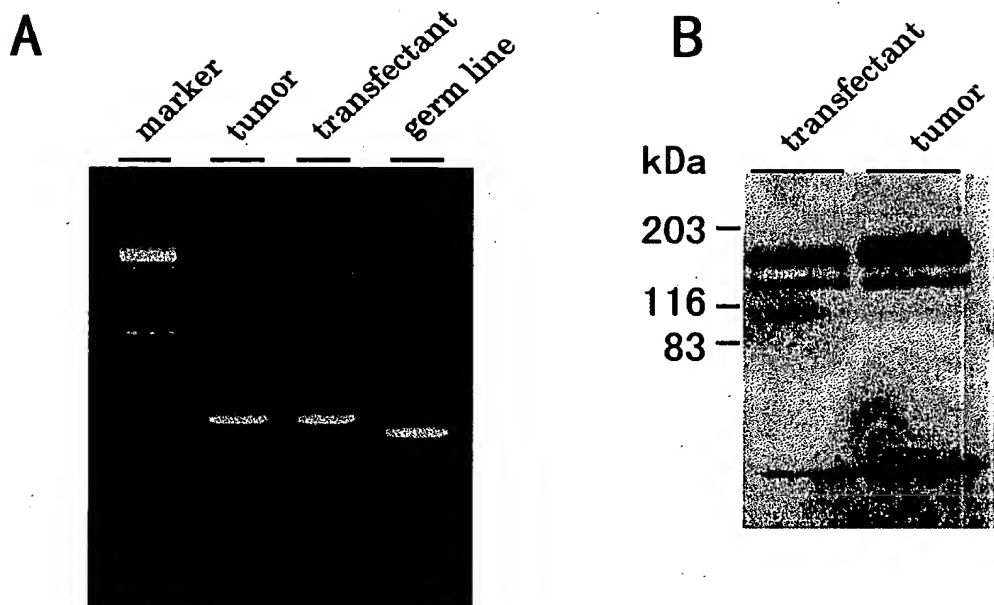 A
marker
tumor
transfectant
germ line
B
transfectant
tumor
kDa
203
116
83